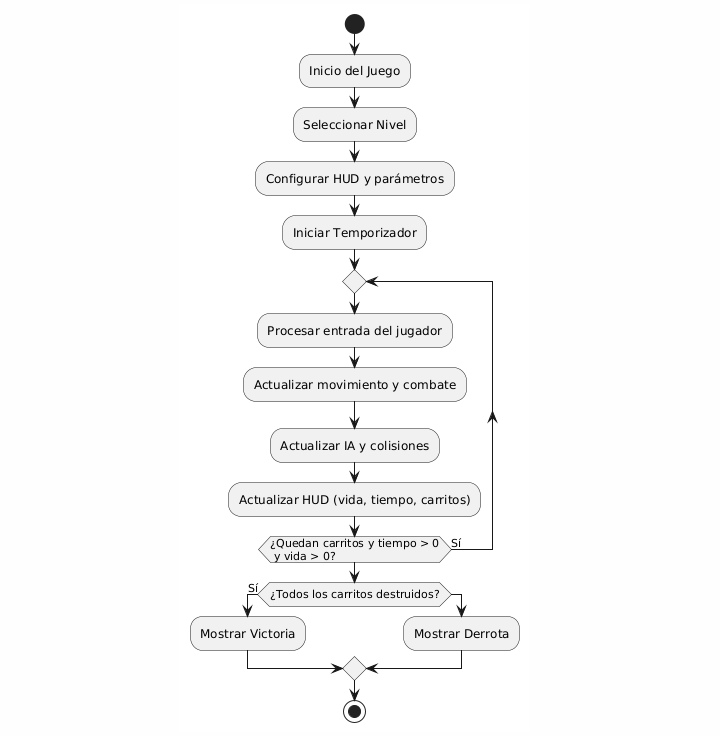 Inicio del Juego
Seleccionar Nivel
Configurar HUD y parámetros
Iniciar Temporizador
Procesar entrada del jugador
Actualizar movimiento y combate
Actualizar IA y colisiones
Actualizar HUD (vida, tiempo, carritos)
¿Quedan carritos y tiempo > 0
y vida > 0?
Sí
Sí
¿Todos los carritos destruidos?
Mostrar Victoria
Mostrar Derrota